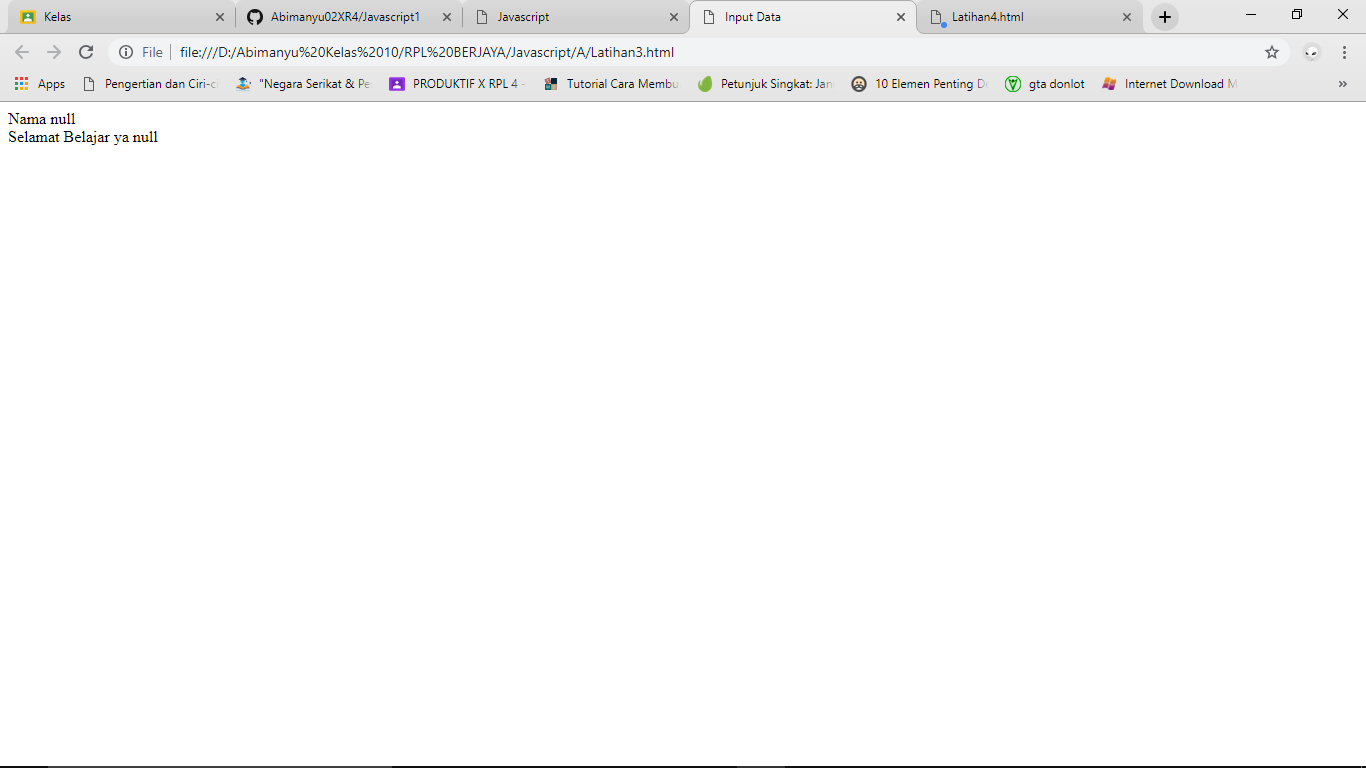 Kelas
Abimanyu02XR4/Javascript1
Javascript
Input Data
Latihan4.html
File
file:///D:/Abimanyu%20Kelas%2010/RPL%20BERJAYA/Javascript/A/Latihan3.html
Apps
Pengertian dan Ciri-c
"Negara Serikat & Pe
PRODUKTIF X RPL 4 -
Tutorial Cara Membu
Petunjuk Singkat: Jan
10 Elemen Penting De
gta donlot
Internet Download M
Nama null
Selamat Belajar ya null